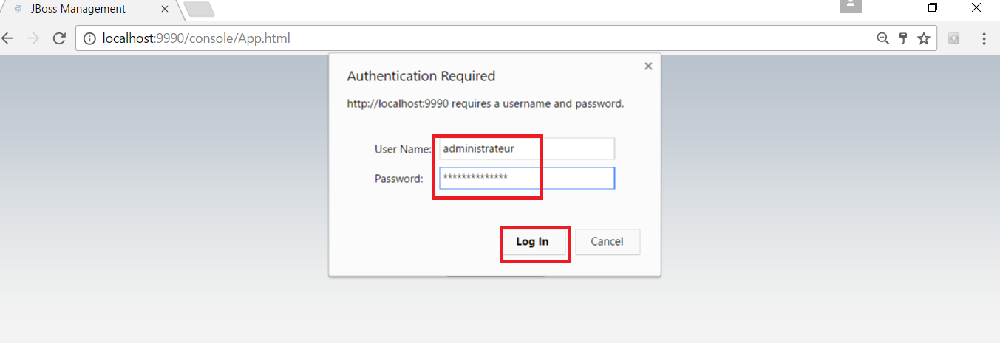 JBoss Management
localhost:9990/console/App.html
Authentication Required
http://localhost:9990 requires a username and password.
User Name: administrateur
Password: **************
Log In Cancel